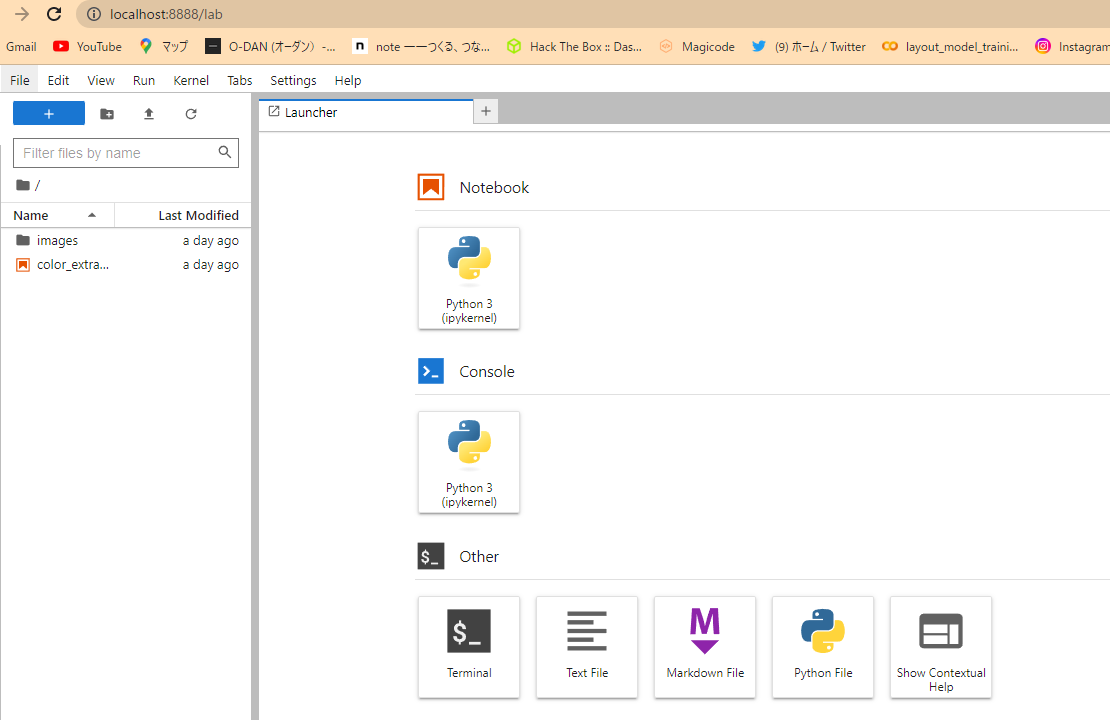 localhost:8888/lab
Gmail YouTube マップ O-DAN (オーダン) -... note ――つくる、つな... Hack The Box :: Das... Magicode (9) ホーム / Twitter layout_model_traini... Instagram
File Edit View Run Kernel Tabs Settings Help
Launcher
Filter files by name
/
Name Last Modified
images a day ago
color_extra... a day ago
Notebook
Python 3
(ipykernel)
Console
Python 3
(ipykernel)
Other
$_ Terminal
Text File
M Markdown File
Python File
Show Contextual
Help